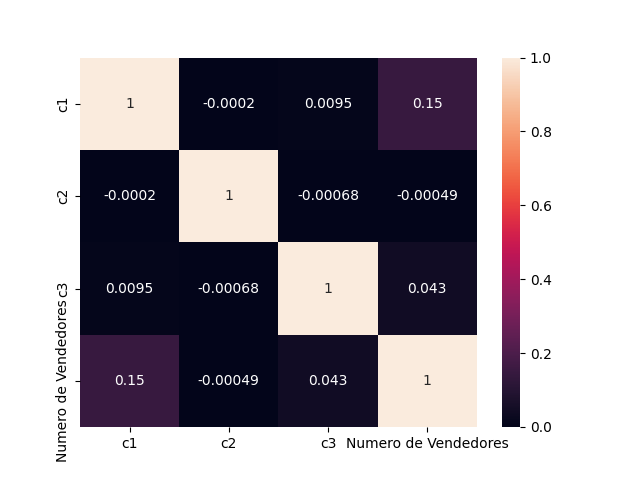 c1
1
-0.0002
0.0095
0.15
c2
-0.0002
1
-0.00068
-0.00049
c3
0.0095
-0.00068
1
0.043
Numero de Vendedores
0.15
-0.00049
0.043
1
c1
c2
c3
Numero de Vendedores
1.0
0.8
0.6
0.4
0.2
0.0